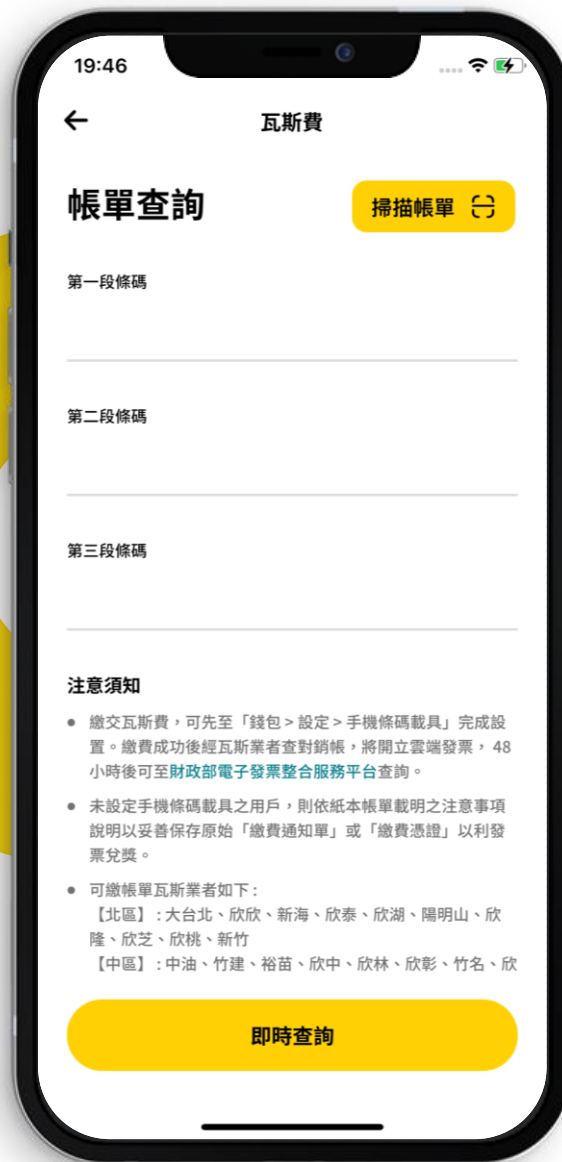 19:46
瓦斯費
帳單查詢
掃描帳單
第一段條碼
第二段條碼
第三段條碼
注意須知
• 繳交瓦斯費，可先至「錢包 > 設定 > 手機條碼載具」完成設
置。繳費成功後經瓦斯業者查對銷帳，將開立雲端發票， 48
小時後可至財政部電子發票整合服務平台查詢。
• 未設定手機條碼載具之用戶，則依紙本帳單載明之注意事項
說明以妥善保存原始「繳費通知單」或「繳費憑證」以利發
票兌獎。
• 可繳帳單瓦斯業者如下 :
【北區】 : 大台北、欣欣、新海、欣泰、欣湖、陽明山、欣
隆、欣芝、欣桃、新竹
【中區】 : 中油、竹建、裕苗、欣中、欣林、欣彰、竹名、欣
即時查詢